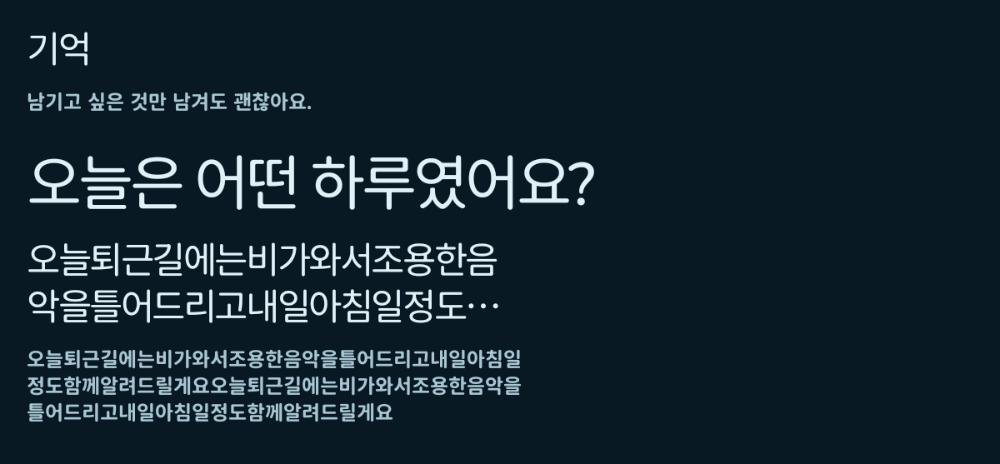 기억
남기고 싶은 것만 남겨도 괜찮아요.
오늘은 어떤 하루였어요?
오늘퇴근길에는비가와서조용한음
악을틀어드리고내일아침일정도…
오늘퇴근길에는비가와서조용한음악을틀어드리고내일아침일
정도함께알려드릴게요오늘퇴근길에는비가와서조용한음악을
틀어드리고내일아침일정도함께알려드릴게요